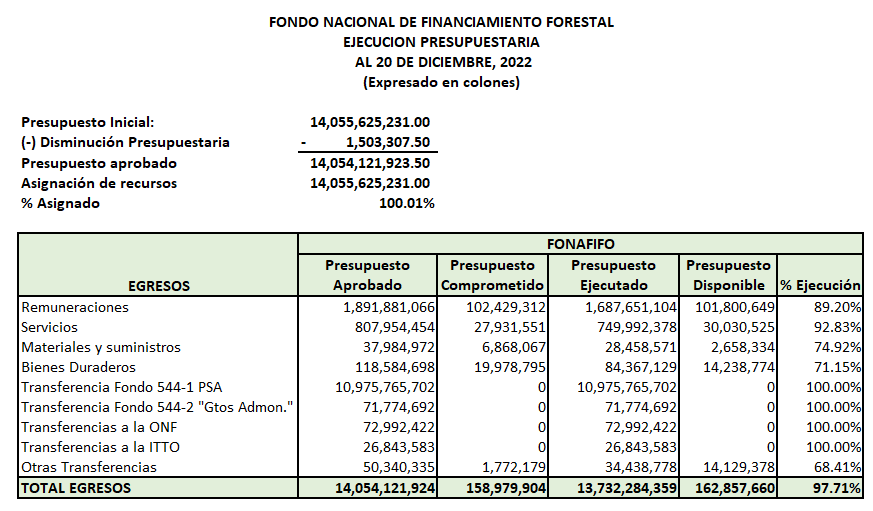 FONDO NACIONAL DE FINANCIAMIENTO FORESTAL
EJECUCION PRESUPUESTARIA
AL 20 DE DICIEMBRE, 2022
(Expresado en colones)
Presupuesto Inicial: 14,055,625,231.00
(-) Disminución Presupuestaria - 1,503,307.50
Presupuesto aprobado 14,054,121,923.50
Asignación de recursos 14,055,625,231.00
% Asignado 100.01%
FONAFIFO
Presupuesto Presupuesto Presupuesto Presupuesto
EGRESOS Aprobado Comprometido Ejecutado Disponible % Ejecución
Remuneraciones 1,891,881,066 102,429,312 1,687,651,104 101,800,649 89.20%
Servicios 807,954,454 27,931,551 749,992,378 30,030,525 92.83%
Materiales y suministros 37,984,972 6,868,067 28,458,571 2,658,334 74.92%
Bienes Duraderos 118,584,698 19,978,795 84,367,129 14,238,774 71.15%
Transferencia Fondo 544-1 PSA 10,975,765,702 0 10,975,765,702 0 100.00%
Transferencia Fondo 544-2 "Gtos Admon." 71,774,692 0 71,774,692 0 100.00%
Transferencias a la ONF 72,992,422 0 72,992,422 0 100.00%
Transferencias a la ITTO 26,843,583 0 26,843,583 0 100.00%
Otras Transferencias 50,340,335 1,772,179 34,438,778 14,129,378 68.41%
TOTAL EGRESOS 14,054,121,924 158,979,904 13,732,284,359 162,857,660 97.71%